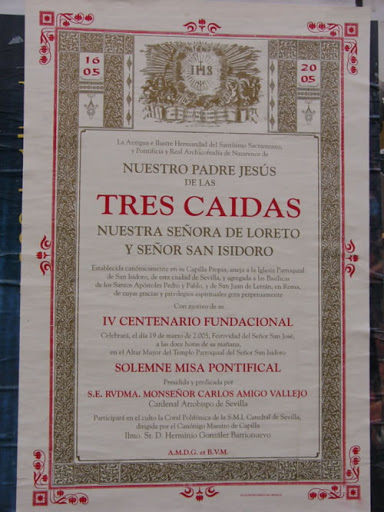 16
05
20
05
IHS
La Antigua e Ilustre Hermandad del Santísimo Sacramento,
y Pontificia y Real Archicofradía de Nazarenos de
NUESTRO PADRE JESÚS
DE LAS
TRES CAIDAS
NUESTRA SEÑORA DE LORETO
Y SEÑOR SAN ISIDORO
Establecida canónicamente en su Capilla Propia, aneja a la Iglesia Parroquial
de San Isidoro, de esta ciudad de Sevilla, y agregada a las Basílicas
de los Santos Apóstoles Pedro y Pablo, y de San Juan de Letrán, en Roma,
de cuyas gracias y privilegios espirituales goza perpetuamente
Con motivo de su
IV CENTENARIO FUNDACIONAL
Celebrará, el día 19 de marzo de 2.005, Festividad del Señor San José,
a las doce horas de su mañana,
en el Altar Mayor del Templo Parroquial del Señor San Isidoro
SOLEMNE MISA PONTIFICAL
Presidida y predicada por
S.E. RVDMA. MONSEÑOR CARLOS AMIGO VALLEJO
Cardenal Arzobispo de Sevilla
Participará en el culto la Coral Polifónica de la S.M.I. Catedral de Sevilla,
dirigida por el Canónigo Maestro de Capilla
Ilmo. Sr. D. Herminio González Barrionuevo
A.M.D.G. et B.V.M.